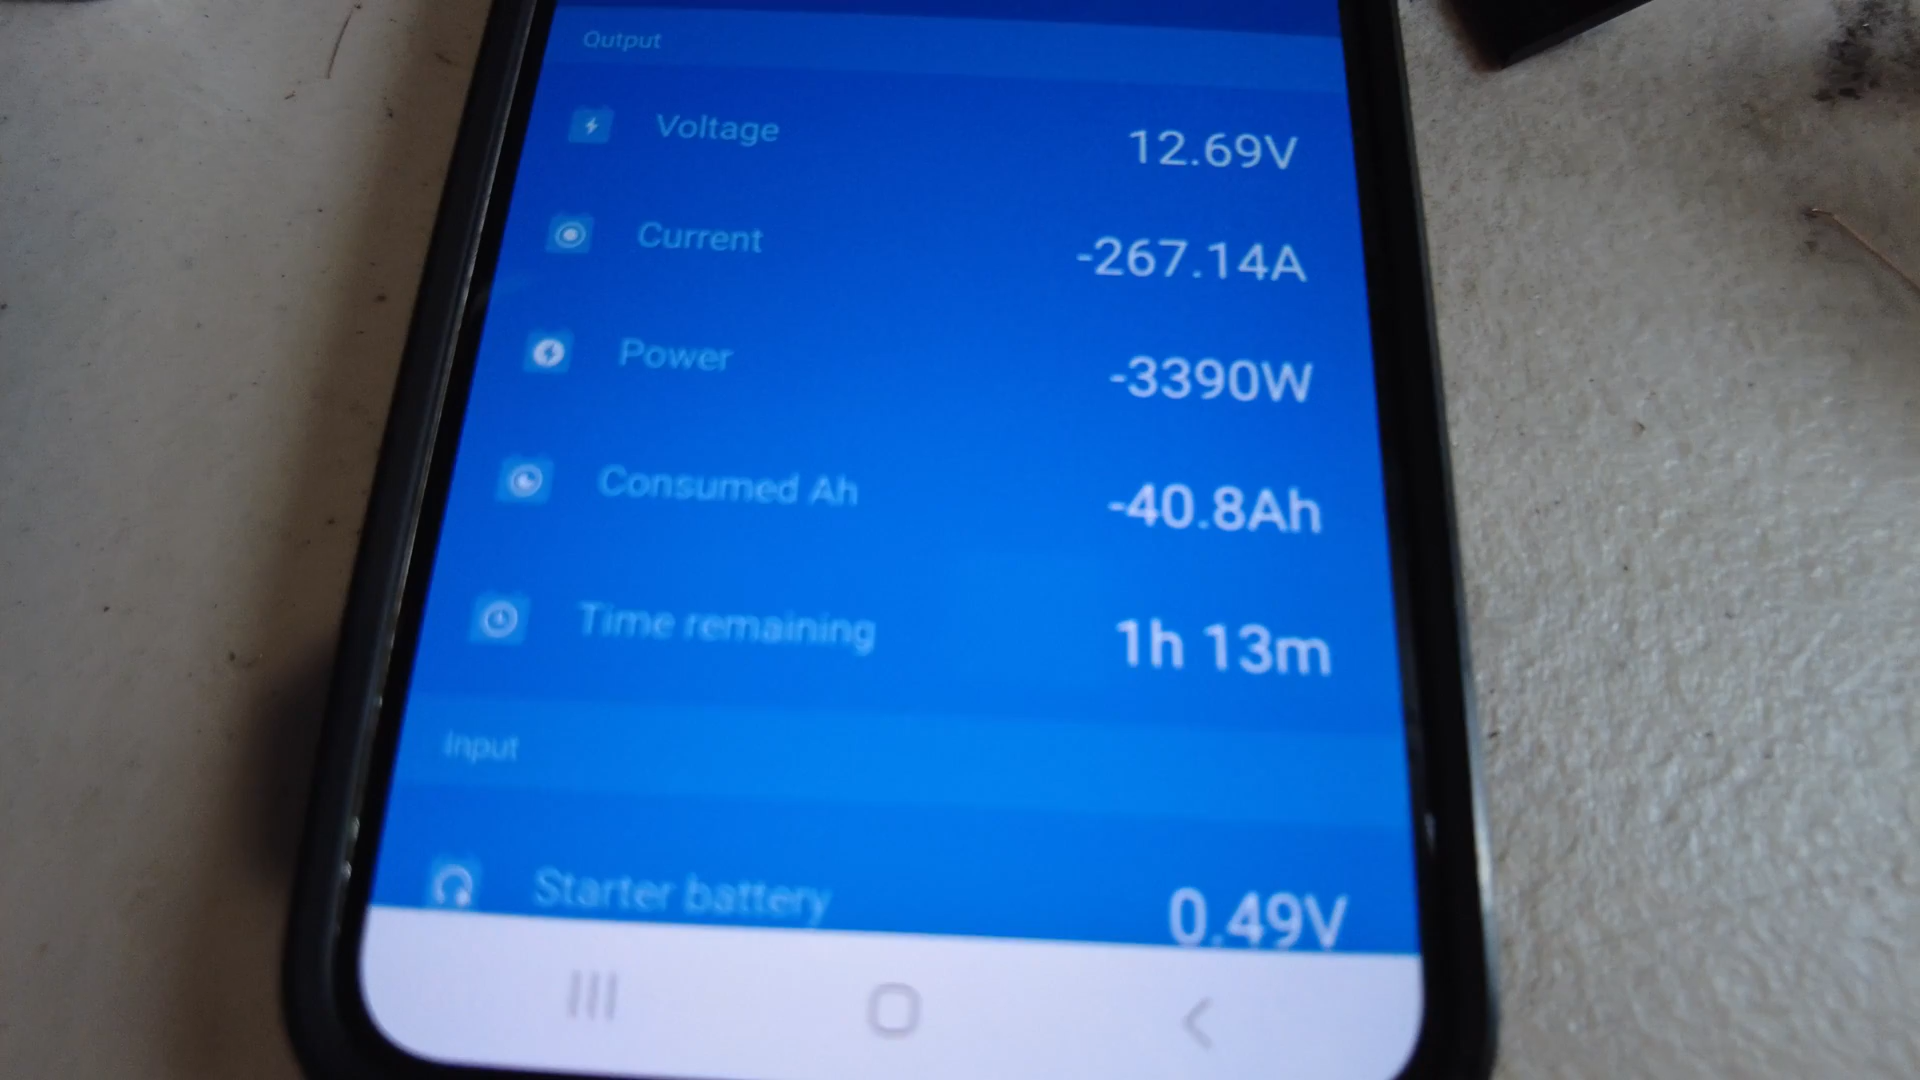 Output
Voltage 12.69V
Current -267.14A
Power -3390W
Consumed Ah -40.8Ah
Time remaining 1h 13m
Input
Starter battery 0.49V